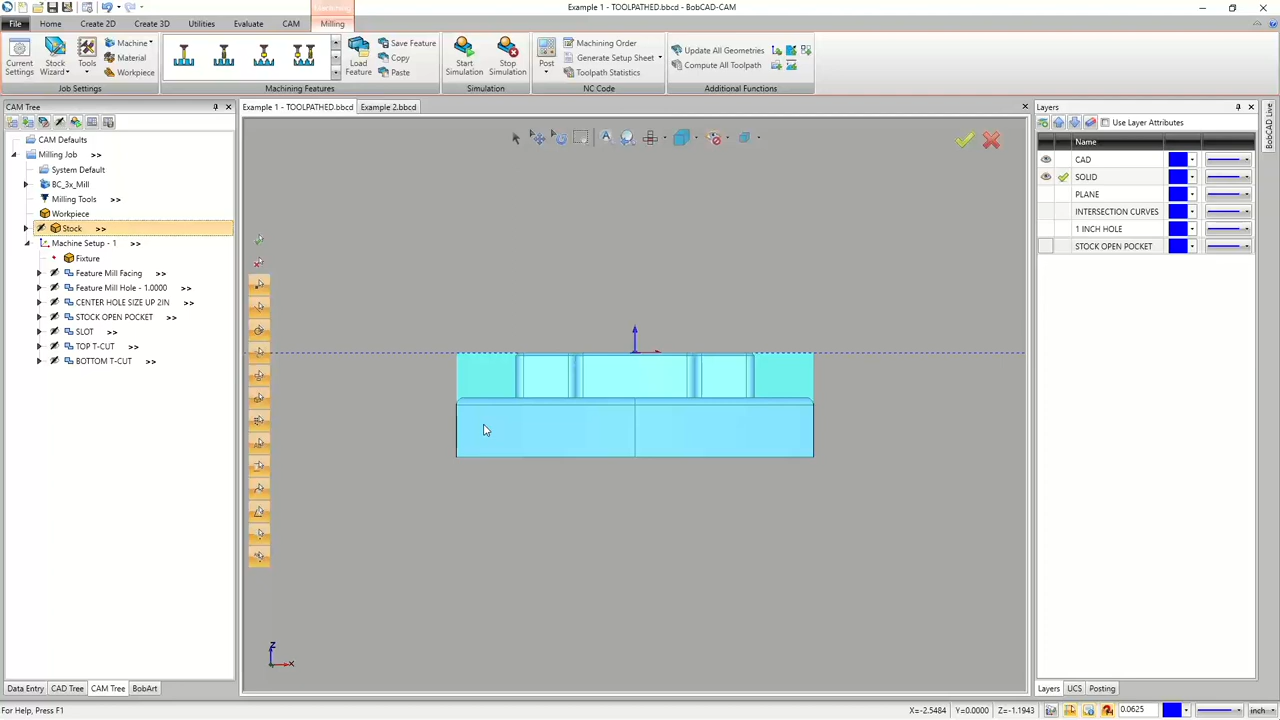 Example 1 - TOOLPATHED.bbcd - BobCAD-CAM
File Home Create 2D Create 3D Utilities Evaluate CAM Milling
Current Settings
Stock Wizard
Tools
Machine
Material
Workpiece
Job Settings
Machining Features
Load Feature
Save Feature
Copy
Paste
Start Simulation
Stop Simulation
Simulation
Post
Machining Order
Generate Setup Sheet
Toolpath Statistics
NC Code
Update All Geometries
Compute All Toolpath
Additional Functions
CAM Tree
Example 1 - TOOLPATHED.bbcd Example 2.bbcd
CAM Defaults
Milling Job >>
System Default
BC_3x_Mill
Milling Tools >>
Workpiece
Stock >>
Machine Setup - 1 >>
Fixture
Feature Mill Facing >>
Feature Mill Hole - 1.0000 >>
CENTER HOLE SIZE UP 2IN >>
STOCK OPEN POCKET >>
SLOT >>
TOP T-CUT >>
BOTTOM T-CUT >>
Z
X
Layers
Use Layer Attributes
Name
CAD
SOLID
PLANE
INTERSECTION CURVES
1 INCH HOLE
STOCK OPEN POCKET
BobCAD Live
Data Entry CAD Tree CAM Tree BobArt
Layers UCS Posting
For Help, Press F1
X=-2.5484 Y=0.0000 Z=-1.1943 0.0625 inch